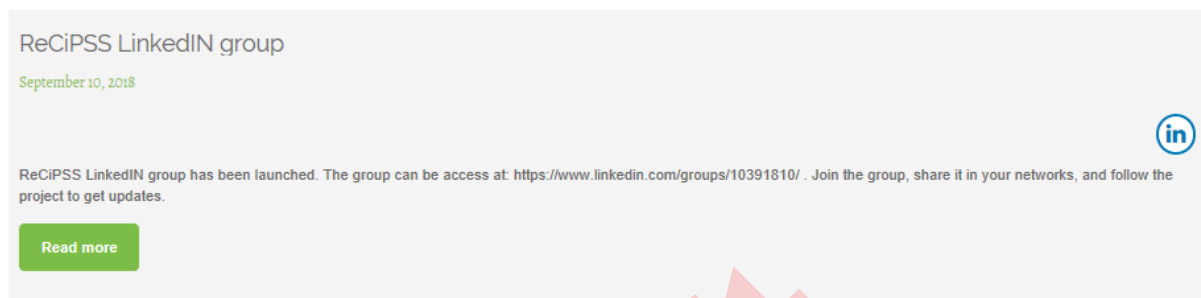 ReCiPSS LinkedIN group
September 10, 2018
in
ReCiPSS LinkedIN group has been launched. The group can be access at: https://www.linkedin.com/groups/10391810/ . Join the group, share it in your networks, and follow the
project to get updates.
Read more